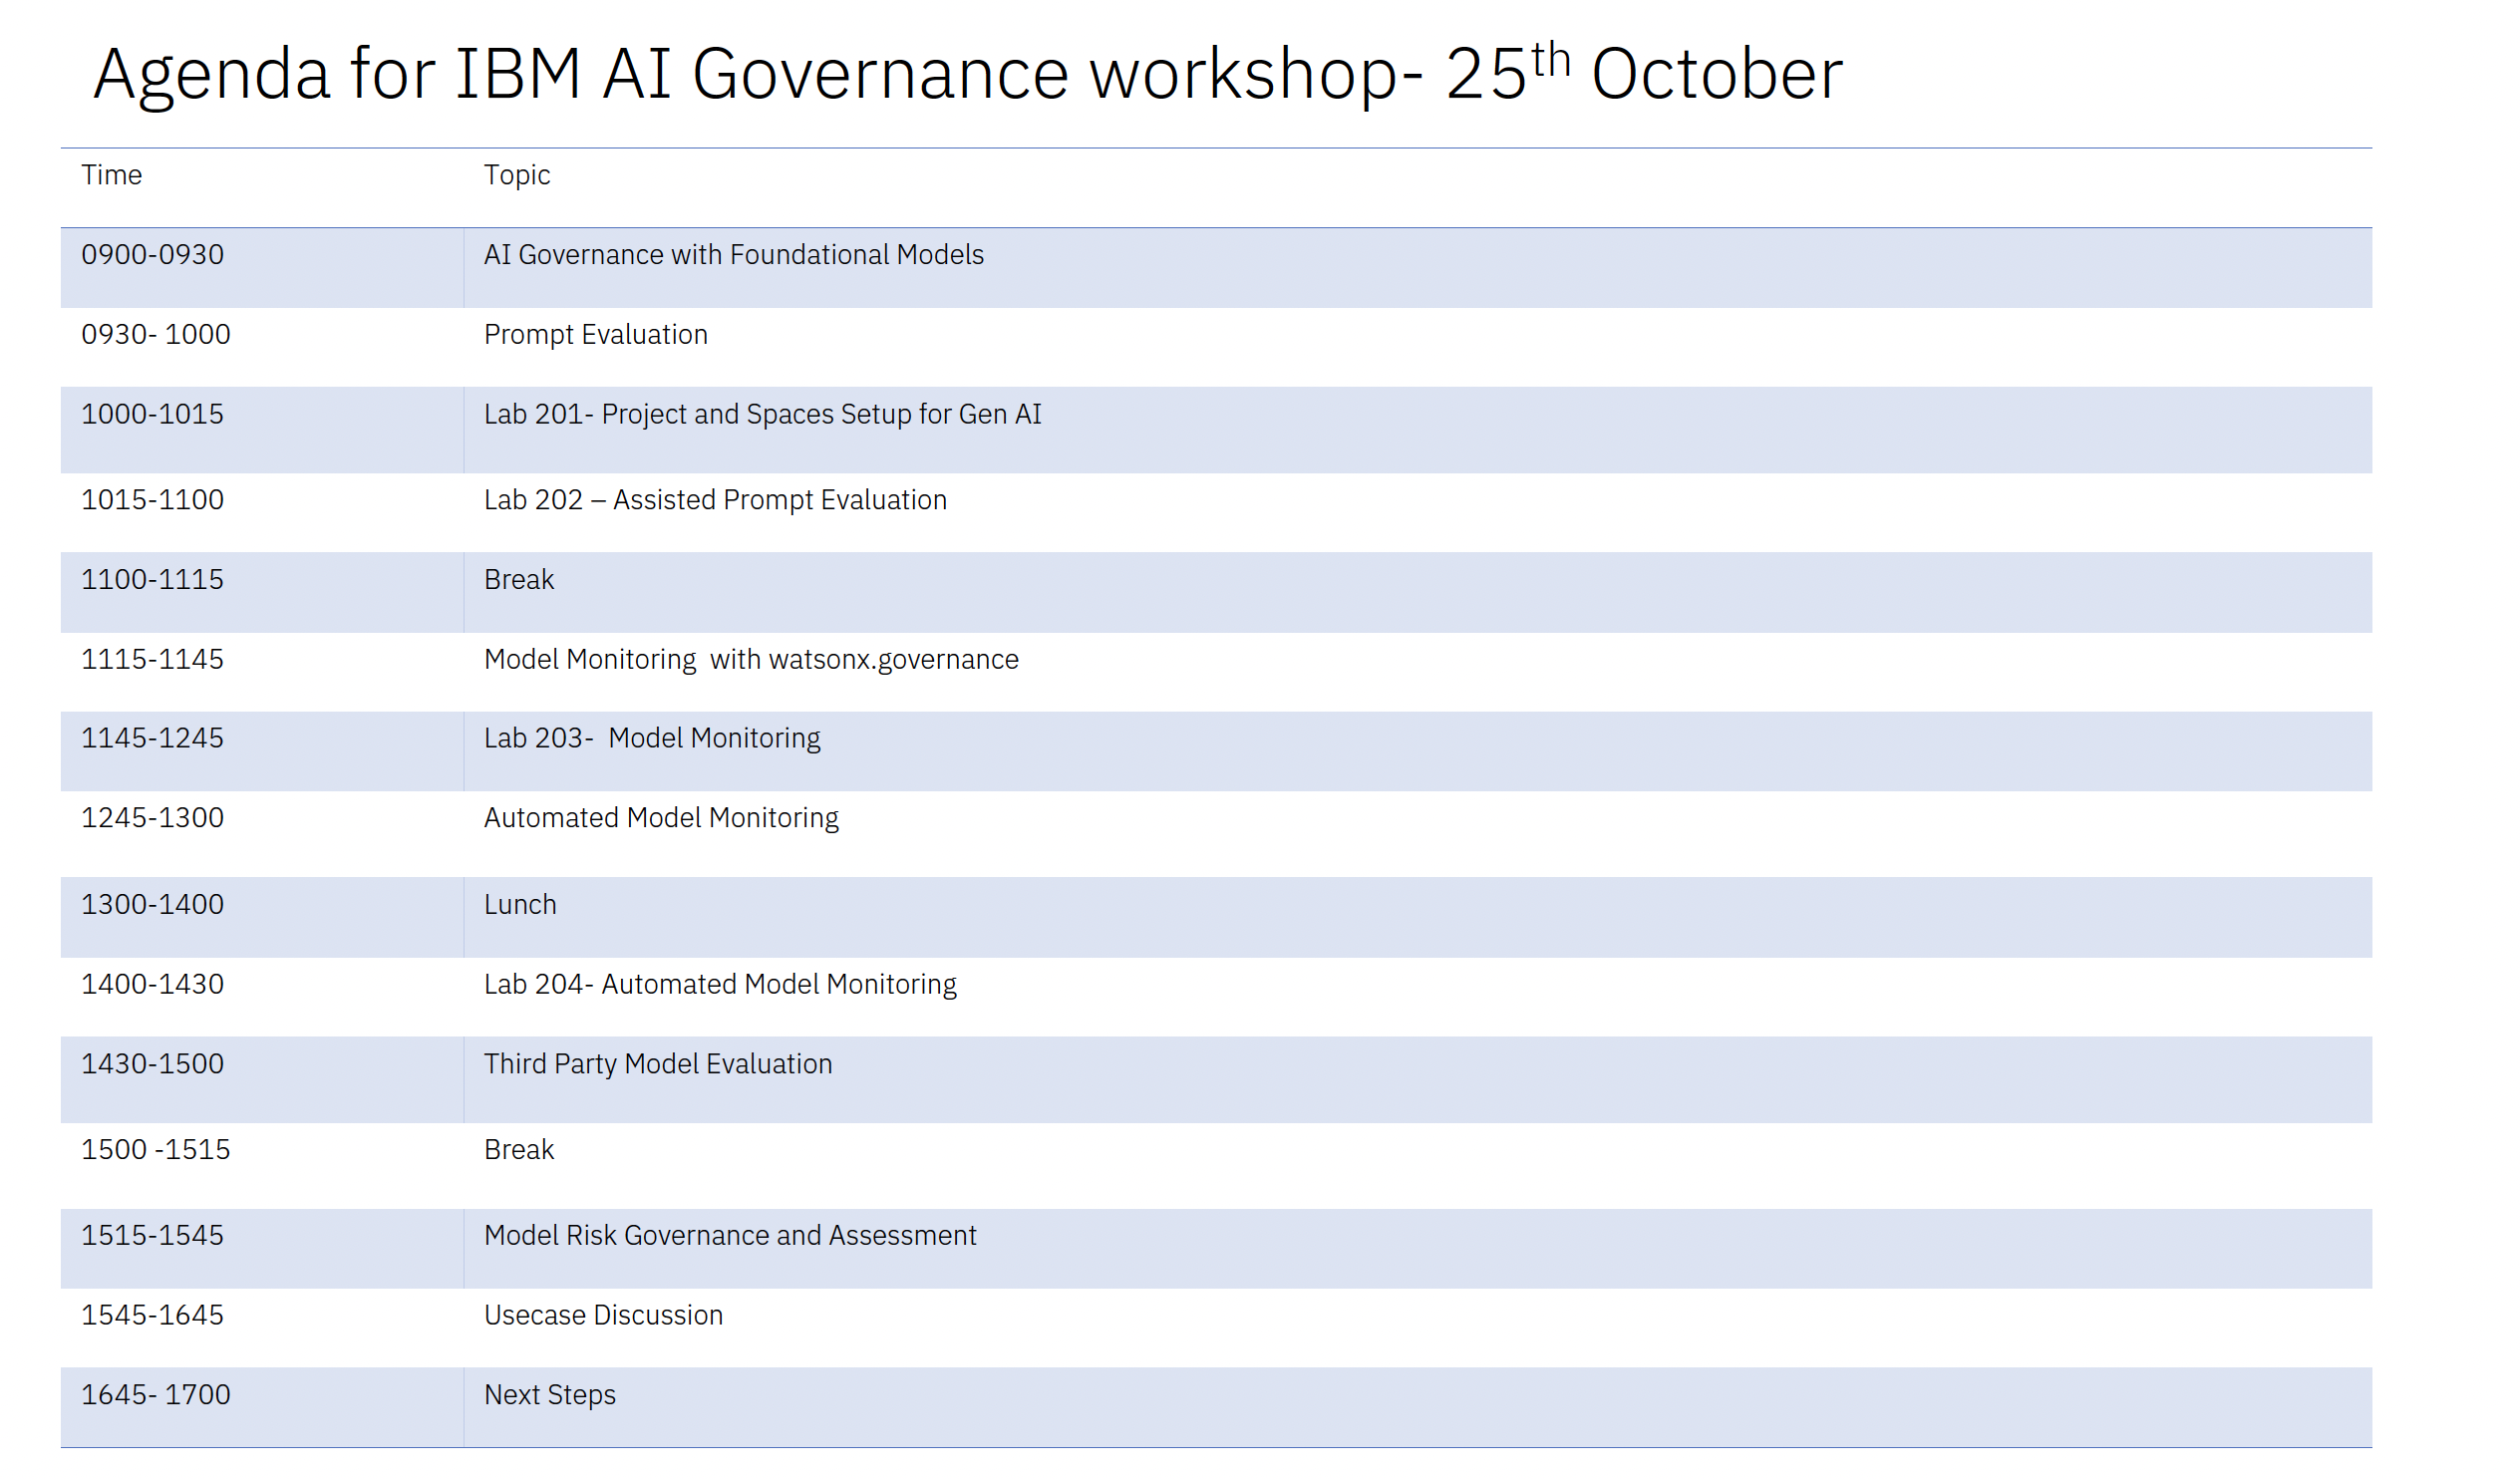 Agenda for IBM AI Governance workshop- 25th October
Time Topic
0900-0930 AI Governance with Foundational Models
0930- 1000 Prompt Evaluation
1000-1015 Lab 201- Project and Spaces Setup for Gen AI
1015-1100 Lab 202 – Assisted Prompt Evaluation
1100-1115 Break
1115-1145 Model Monitoring  with watsonx.governance
1145-1245 Lab 203-  Model Monitoring
1245-1300 Automated Model Monitoring
1300-1400 Lunch
1400-1430 Lab 204- Automated Model Monitoring
1430-1500 Third Party Model Evaluation
1500 -1515 Break
1515-1545 Model Risk Governance and Assessment
1545-1645 Usecase Discussion
1645- 1700 Next Steps